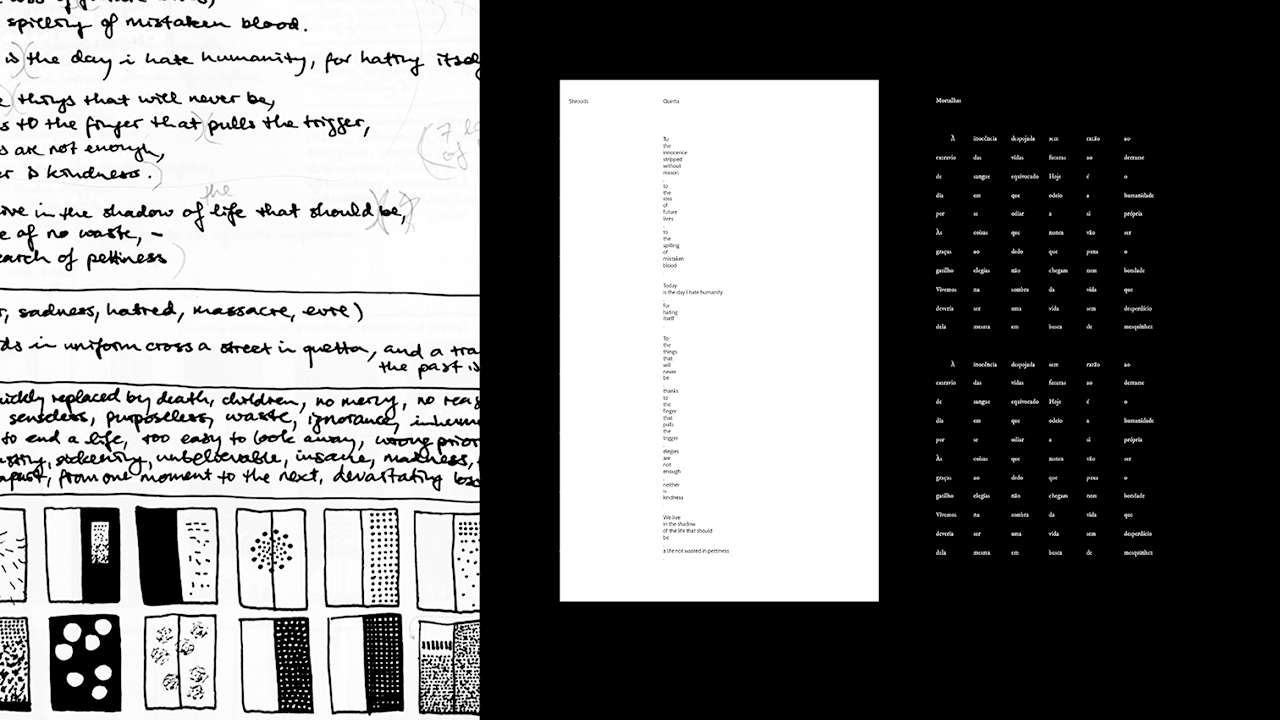 spilling of mistaken blood.
is the day i hate humanity, for hating itself
things that will never be,
to the finger that pulls the trigger,
are not enough,
is kindness.
the
in the shadow of life that should be,
of no waste, –
of pettiness
sadness, hatred, massacre,
in uniform cross a street in quetta, and a
the past is
replaced by death, children, no mercy, no
senseless, purposeless, waste, ignorance,
to end a life, too easy to look away, wrong
sickening, unbelievable, insane, madness,
from one moment to the next, devastating
Shrouds
Quetta
To
the
innocence
stripped
without
reason
,
to
the
loss
of
future
lives
,
to
the
spilling
of
mistaken
blood
.
Today
is the day I hate humanity
,
for
hating
itself
.
To
the
things
that
will
never
be
,
thanks
to
the
finger
that
pulls
the
trigger
,
elegies
are
not
enough
,
neither
is
kindness
.
We live
in the shadow
of the life that should
be
,
a life not wasted in pettiness
.
Mortalhas
À inocência despojada sem razão ao
extravio das vidas futuras ao derrame
de sangue equivocado Hoje é o
dia em que odeio a humanidade
por se odiar a si própria
Às coisas que nunca vão ser
graças ao dedo que puxa o
gatilho elegias não chegam nem bondade
Vivemos na sombra da vida que
deveria ser uma vida sem desperdício
dela mesma em busca de mesquinhez
À inocência despojada sem razão ao
extravio das vidas futuras ao derrame
de sangue equivocado Hoje é o
dia em que odeio a humanidade
por se odiar a si própria
Às coisas que nunca vão ser
graças ao dedo que puxa o
gatilho elegias não chegam nem bondade
Vivemos na sombra da vida que
deveria ser uma vida sem desperdício
dela mesma em busca de mesquinhez